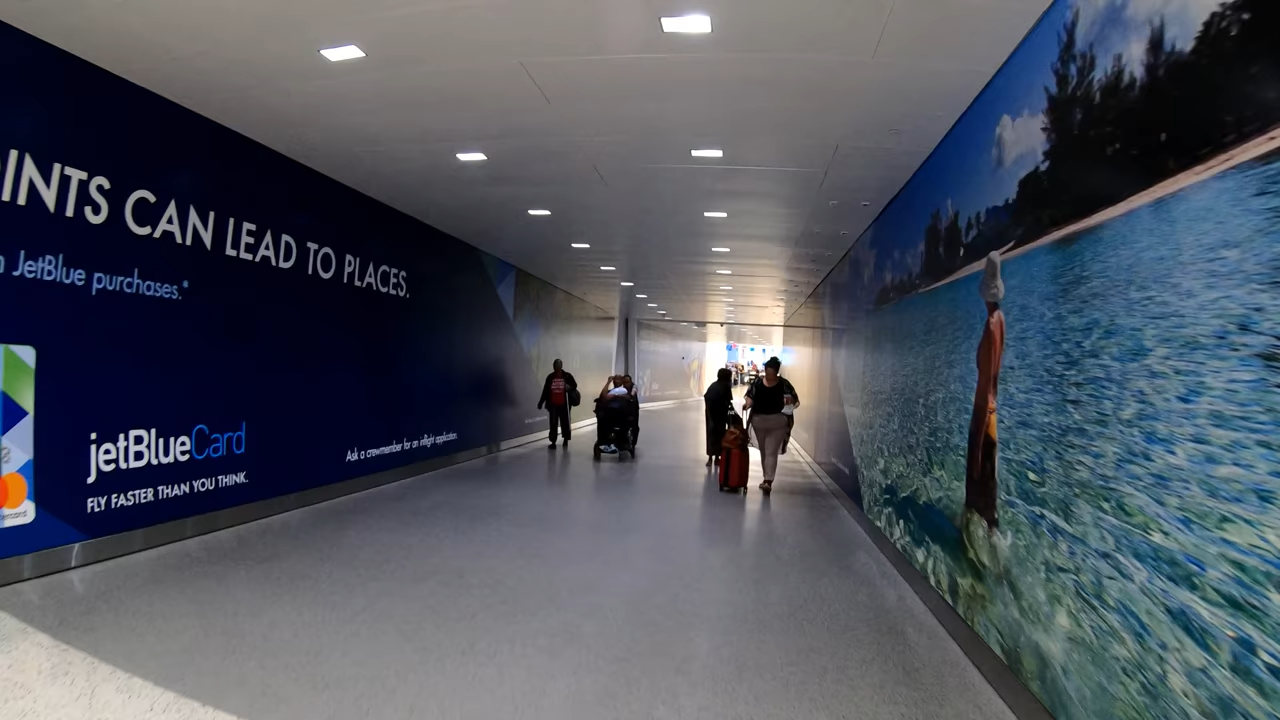 INTS CAN LEAD TO PLACES.
JetBlue purchases.*
jetBlueCard
FLY FASTER THAN YOU THINK.
Ask a crewmember for an inflight application.